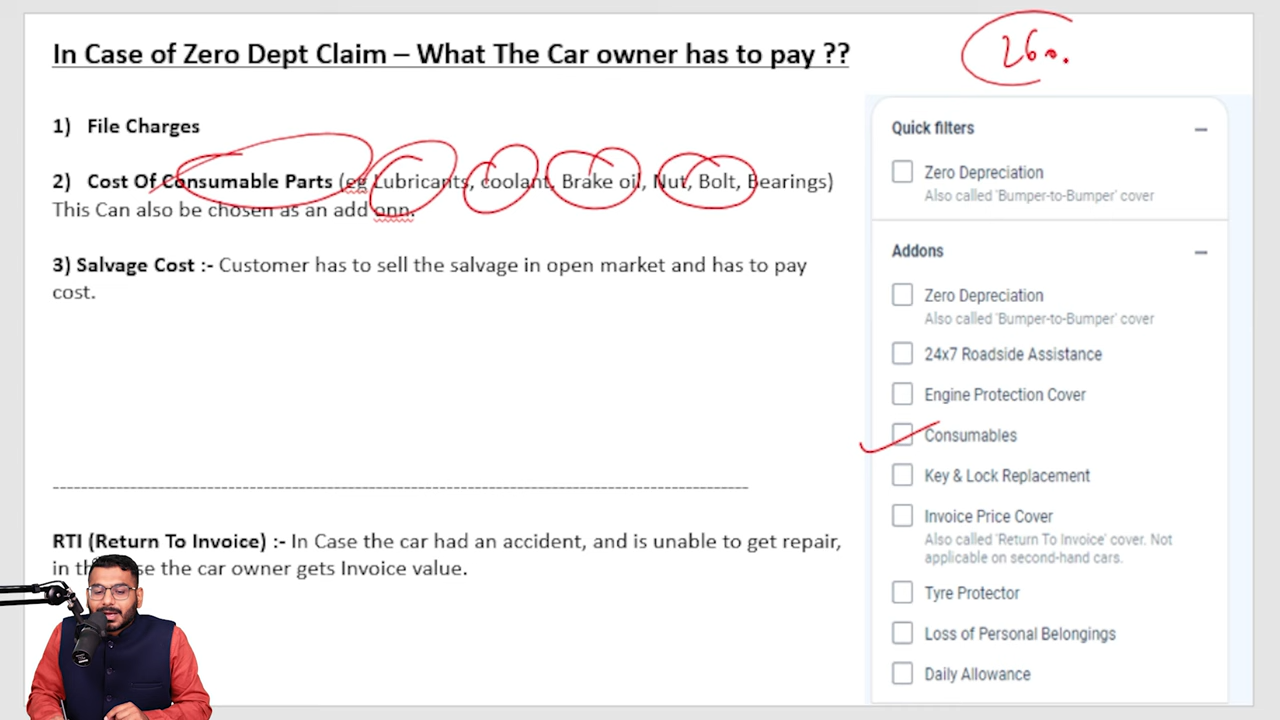 In Case of Zero Dept Claim – What The Car owner has to pay ??
1) File Charges
2) Cost Of Consumable Parts (eg Lubricants, coolant, Brake oil, Nut, Bolt, Bearings)
This Can also be chosen as an add onn.
3) Salvage Cost :- Customer has to sell the salvage in open market and has to pay
cost.
RTI (Return To Invoice) :- In Case the car had an accident, and is unable to get repair,
the car owner gets Invoice value.
Quick filters
Zero Depreciation
Also called 'Bumper-to-Bumper' cover
Addons
Zero Depreciation
Also called 'Bumper-to-Bumper' cover
24x7 Roadside Assistance
Engine Protection Cover
Consumables
Key & Lock Replacement
Invoice Price Cover
Also called 'Return To Invoice' cover. Not
applicable on second-hand cars.
Tyre Protector
Loss of Personal Belongings
Daily Allowance